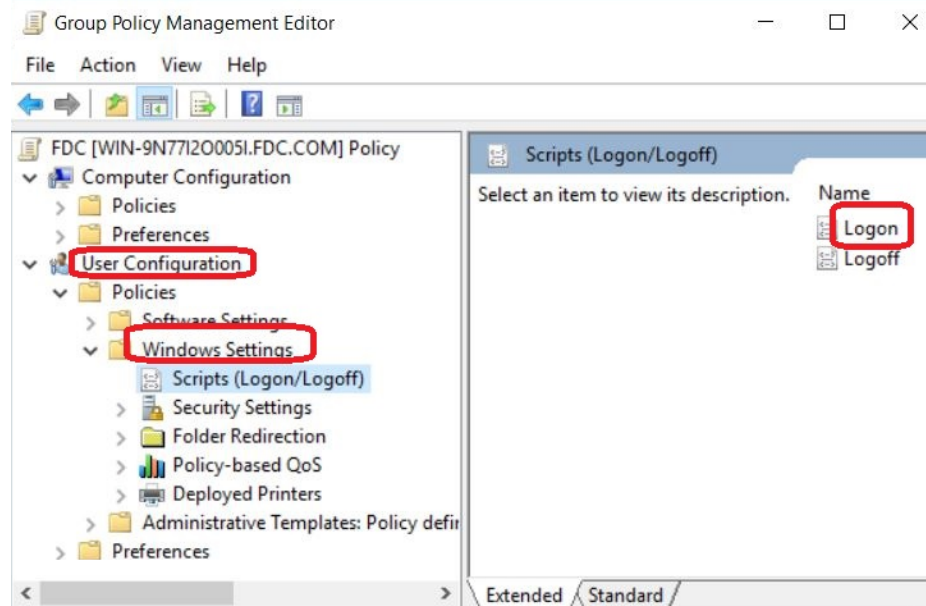 Group Policy Management Editor
File Action View Help
FDC [WIN-9N77I2O005I.FDC.COM] Policy
Computer Configuration
Policies
Preferences
User Configuration
Policies
Software Settings
Windows Settings
Scripts (Logon/Logoff)
Security Settings
Folder Redirection
Policy-based QoS
Deployed Printers
Administrative Templates: Policy defin
Preferences
Scripts (Logon/Logoff)
Select an item to view its description.
Name
Logon
Logoff
Extended
Standard